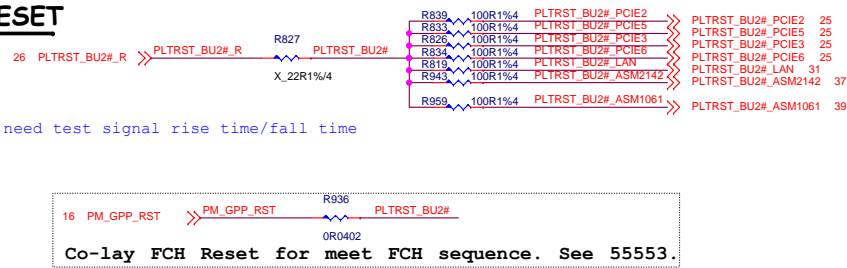 ESET
R839 100R1%4 PLTRST_BU2#_PCIE2 PLTRST_BU2#_PCIE2 25
R833 100R1%4 PLTRST_BU2#_PCIE5 PLTRST_BU2#_PCIE5 25
R826 100R1%4 PLTRST_BU2#_PCIE3 PLTRST_BU2#_PCIE3 25
R834 100R1%4 PLTRST_BU2#_PCIE6 PLTRST_BU2#_PCIE6 25
R819 100R1%4 PLTRST_BU2#_LAN PLTRST_BU2#_LAN 31
R943 100R1%4 PLTRST_BU2#_ASM2142 PLTRST_BU2#_ASM2142 37
R959 100R1%4 PLTRST_BU2#_ASM1061 PLTRST_BU2#_ASM1061 39
R827
26 PLTRST_BU2#_R PLTRST_BU2#_R PLTRST_BU2#
X_22R1%/4
need test signal rise time/fall time
R936
16 PM_GPP_RST PM_GPP_RST PLTRST_BU2#
0R0402
Co-lay FCH Reset for meet FCH sequence. See 55553.